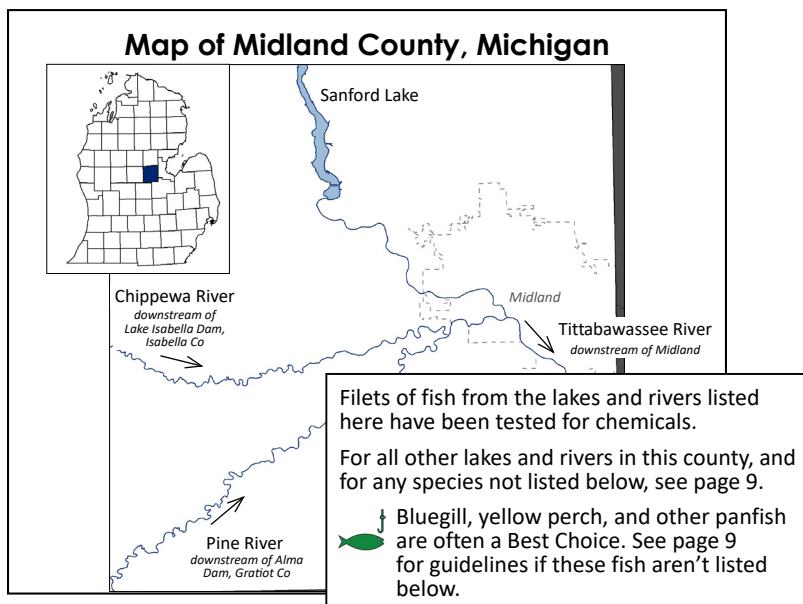 Map of Midland County, Michigan
Sanford Lake
Chippewa River
downstream of
Lake Isabella Dam,
Isabella Co
Midland
Tittabawassee River
downstream of Midland
Pine River
downstream of Alma
Dam, Gratiot Co
Filets of fish from the lakes and rivers listed
here have been tested for chemicals.
For all other lakes and rivers in this county, and
for any species not listed below, see page 9.
Bluegill, yellow perch, and other panfish
are often a Best Choice. See page 9
for guidelines if these fish aren’t listed
below.